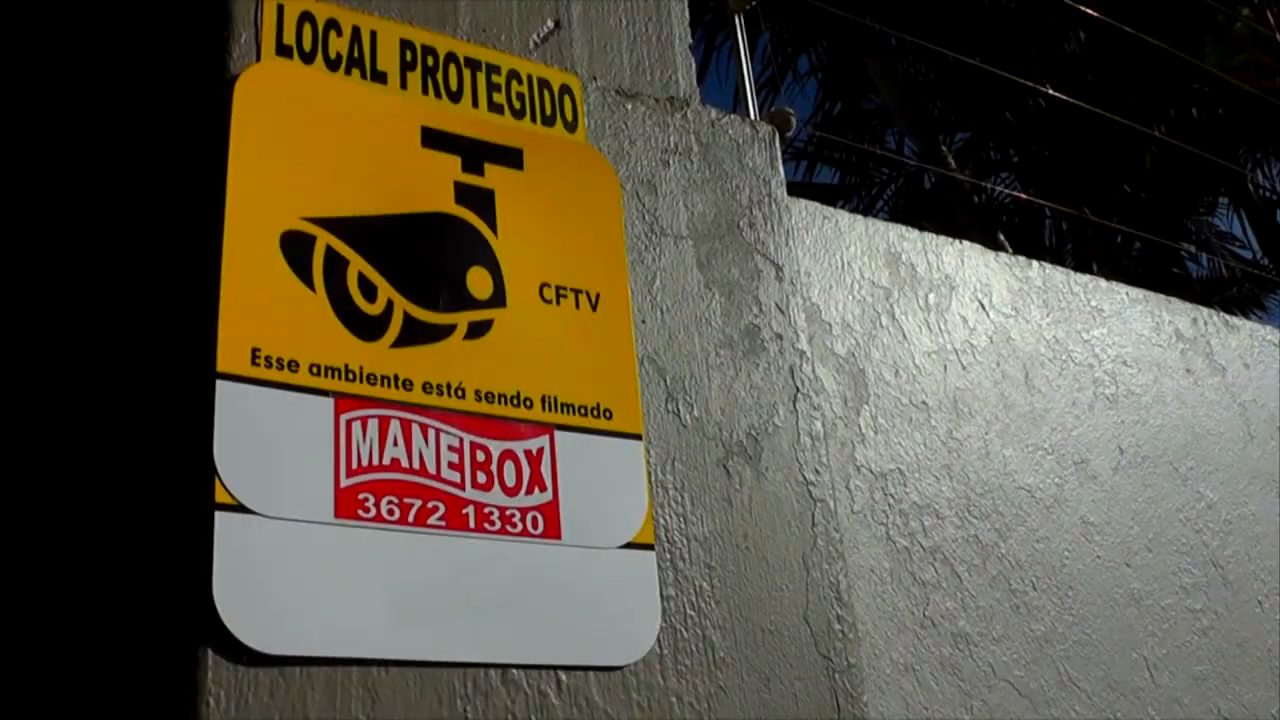 LOCAL PROTEGIDO
CFTV
Esse ambiente está sendo filmado
MANEBOX
3672 1330